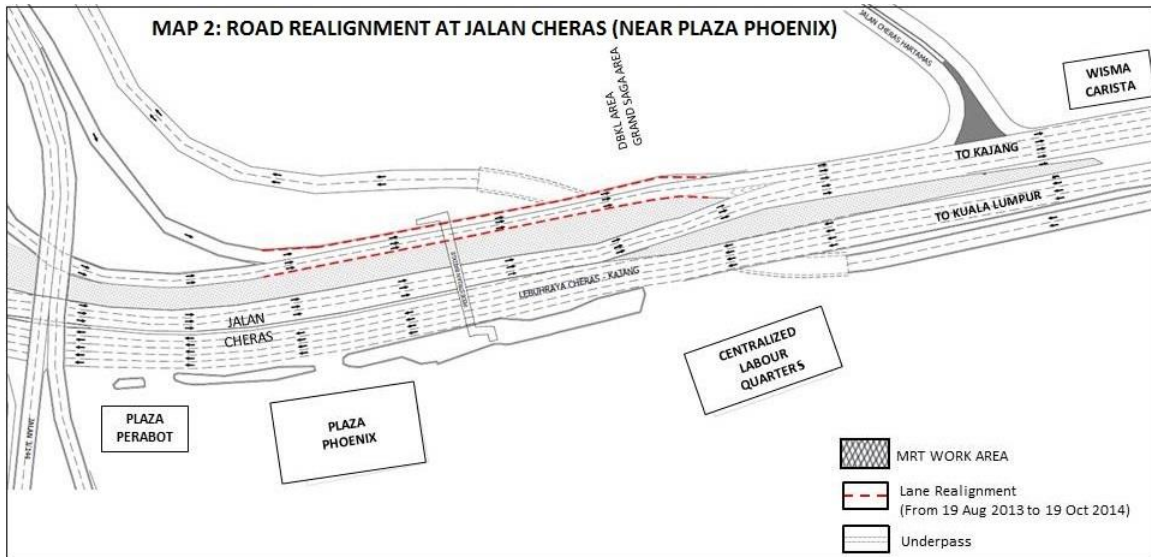 MAP 2: ROAD REALIGNMENT AT JALAN CHERAS (NEAR PLAZA PHOENIX)
JALAN CHERAS HARTAMAS
WISMA
CARISTA
DBKL AREA
GRAND SAGA AREA
TO KAJANG
TO KUALA LUMPUR
LEBUHRAYA CHERAS - KAJANG
JALAN
CHERAS
CENTRALIZED
LABOUR
QUARTERS
PLAZA
PERABOT
PLAZA
PHOENIX
MRT WORK AREA
Lane Realignment
(From 19 Aug 2013 to 19 Oct 2014)
Underpass